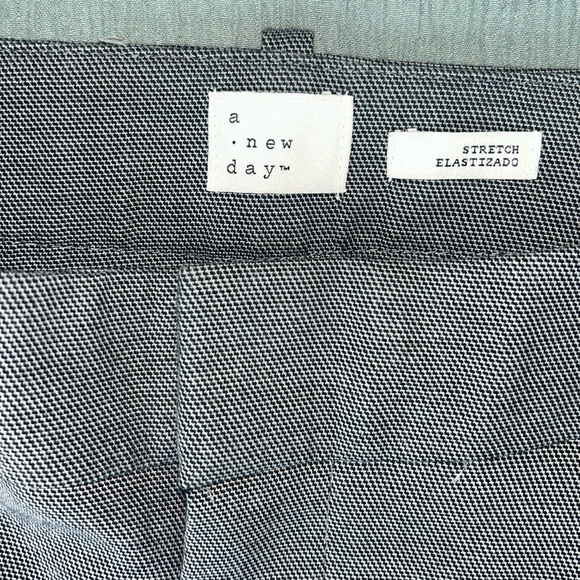 a
· new
day™
STRETCH
ELASTIZADO